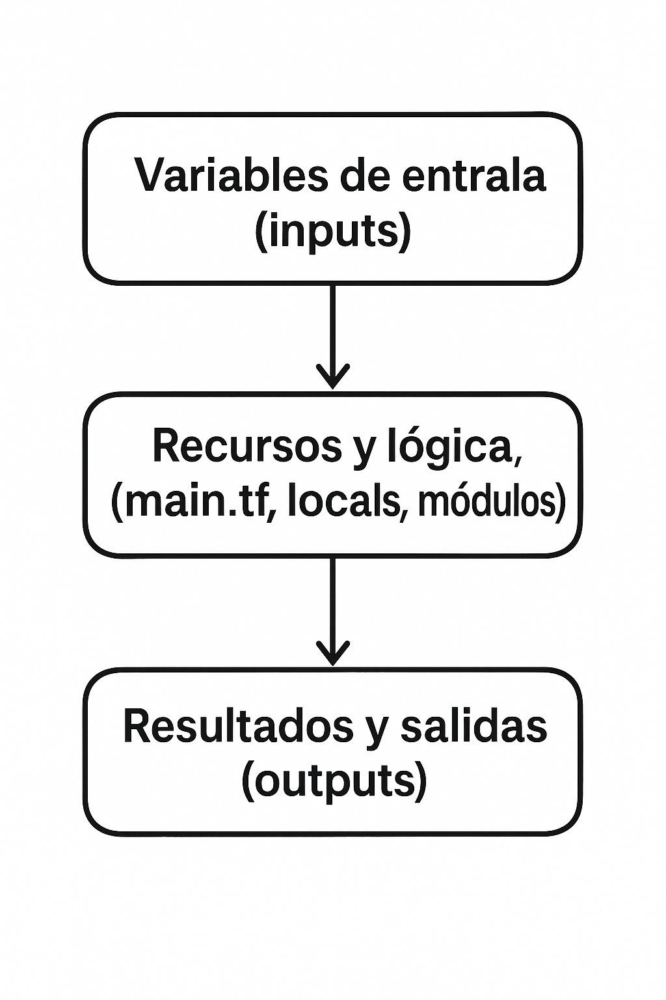 Variables de entrala
(inputs)
Recursos y lógica,
(main.tf, locals, módulos)
Resultados y salidas
(outputs)